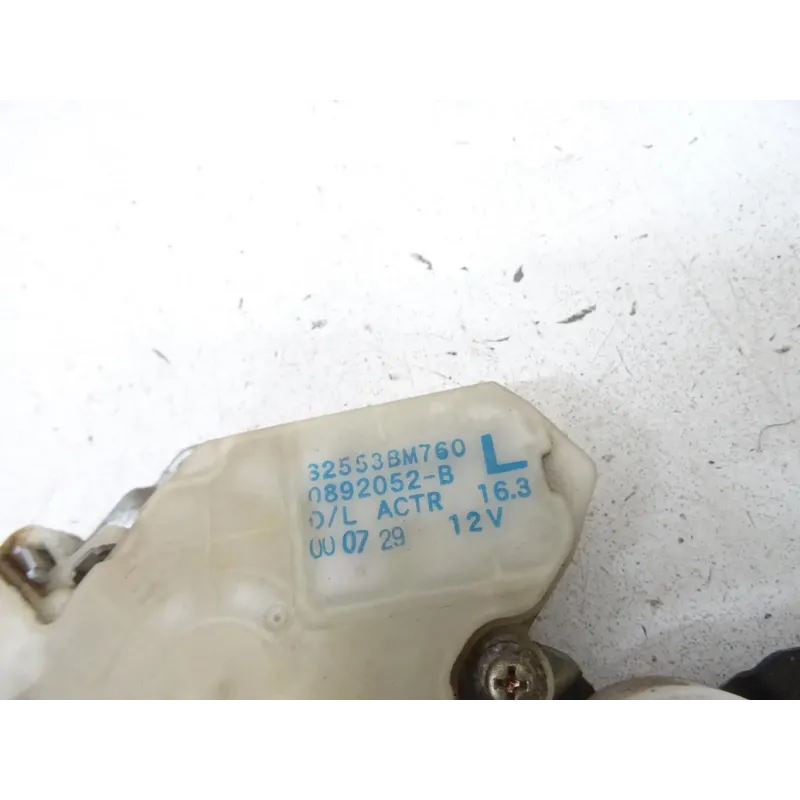 82553BM760 L
0892052-B
D/L ACTR 16.3
00 07 29 12V